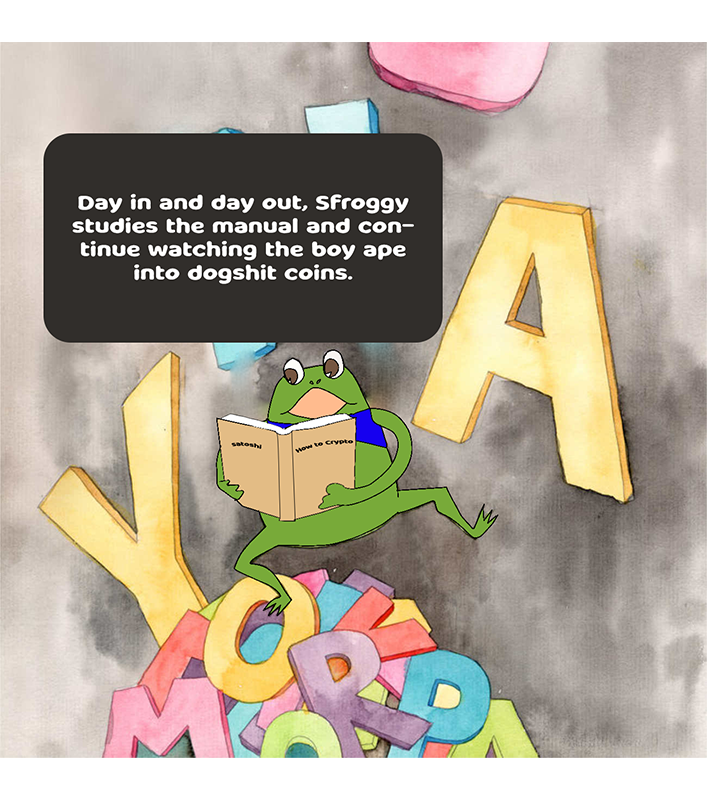 Day in and day out, Sfroggy
studies the manual and con-
tinue watching the boy ape
into dogshit coins.
A
satoshi
How to Crypto
Y
O
R
P
M